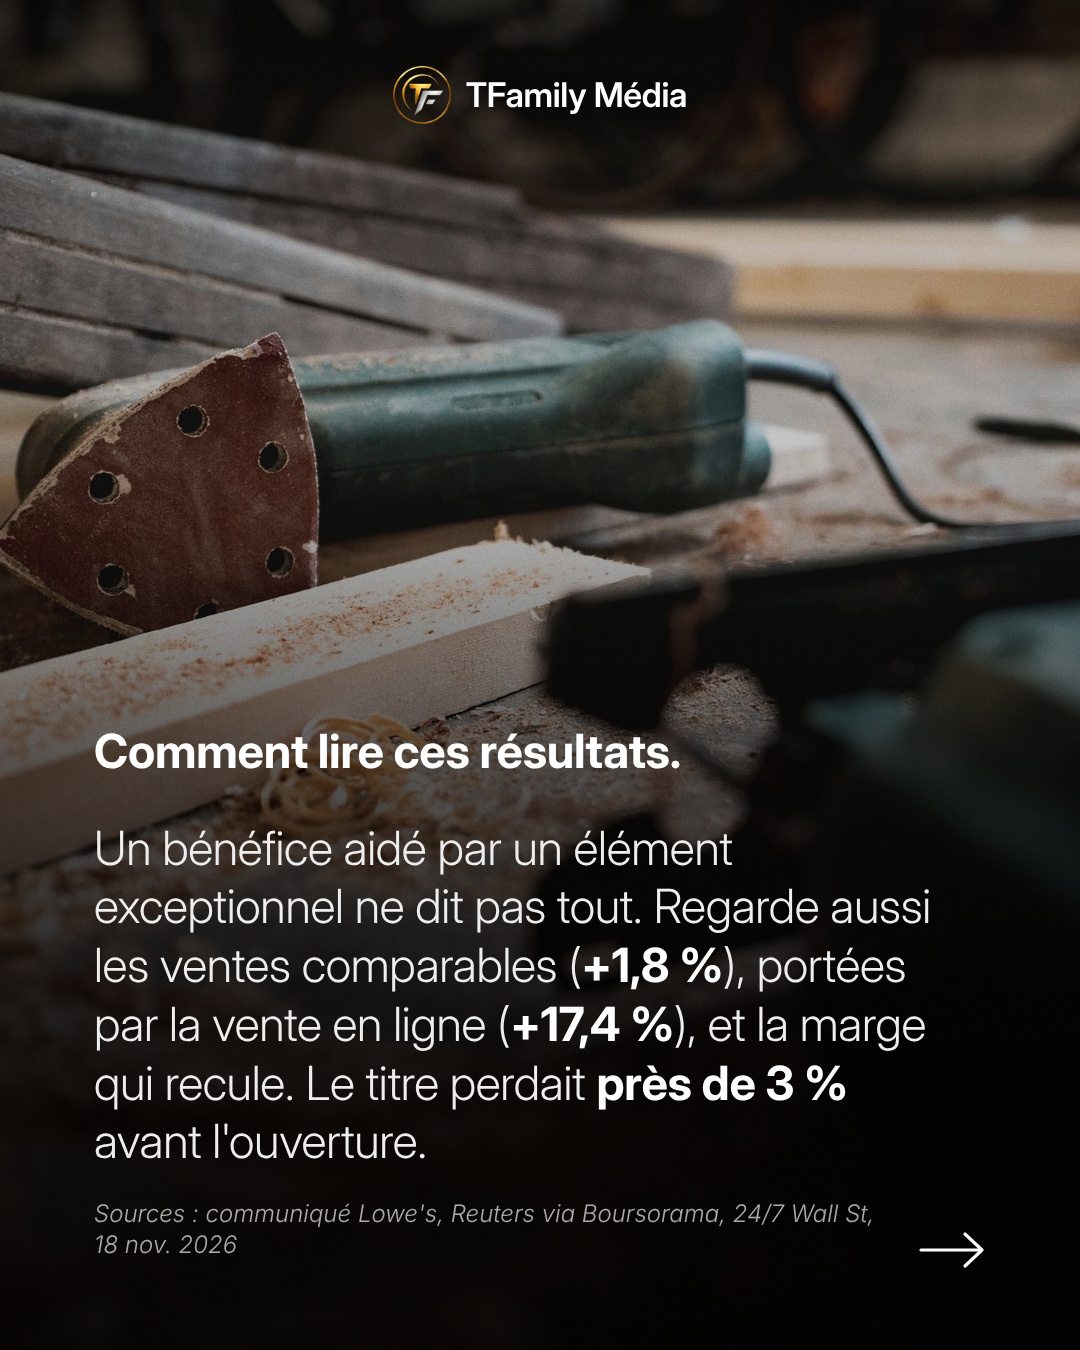 TF TFamily Média
Comment lire ces résultats.
Un bénéfice aidé par un élément
exceptionnel ne dit pas tout. Regarde aussi
les ventes comparables (+1,8 %), portées
par la vente en ligne (+17,4 %), et la marge
qui recule. Le titre perdait près de 3 %
avant l'ouverture.
Sources : communiqué Lowe's, Reuters via Boursorama, 24/7 Wall St,
18 nov. 2026